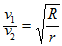 v₁/v₂ = √(R/r)